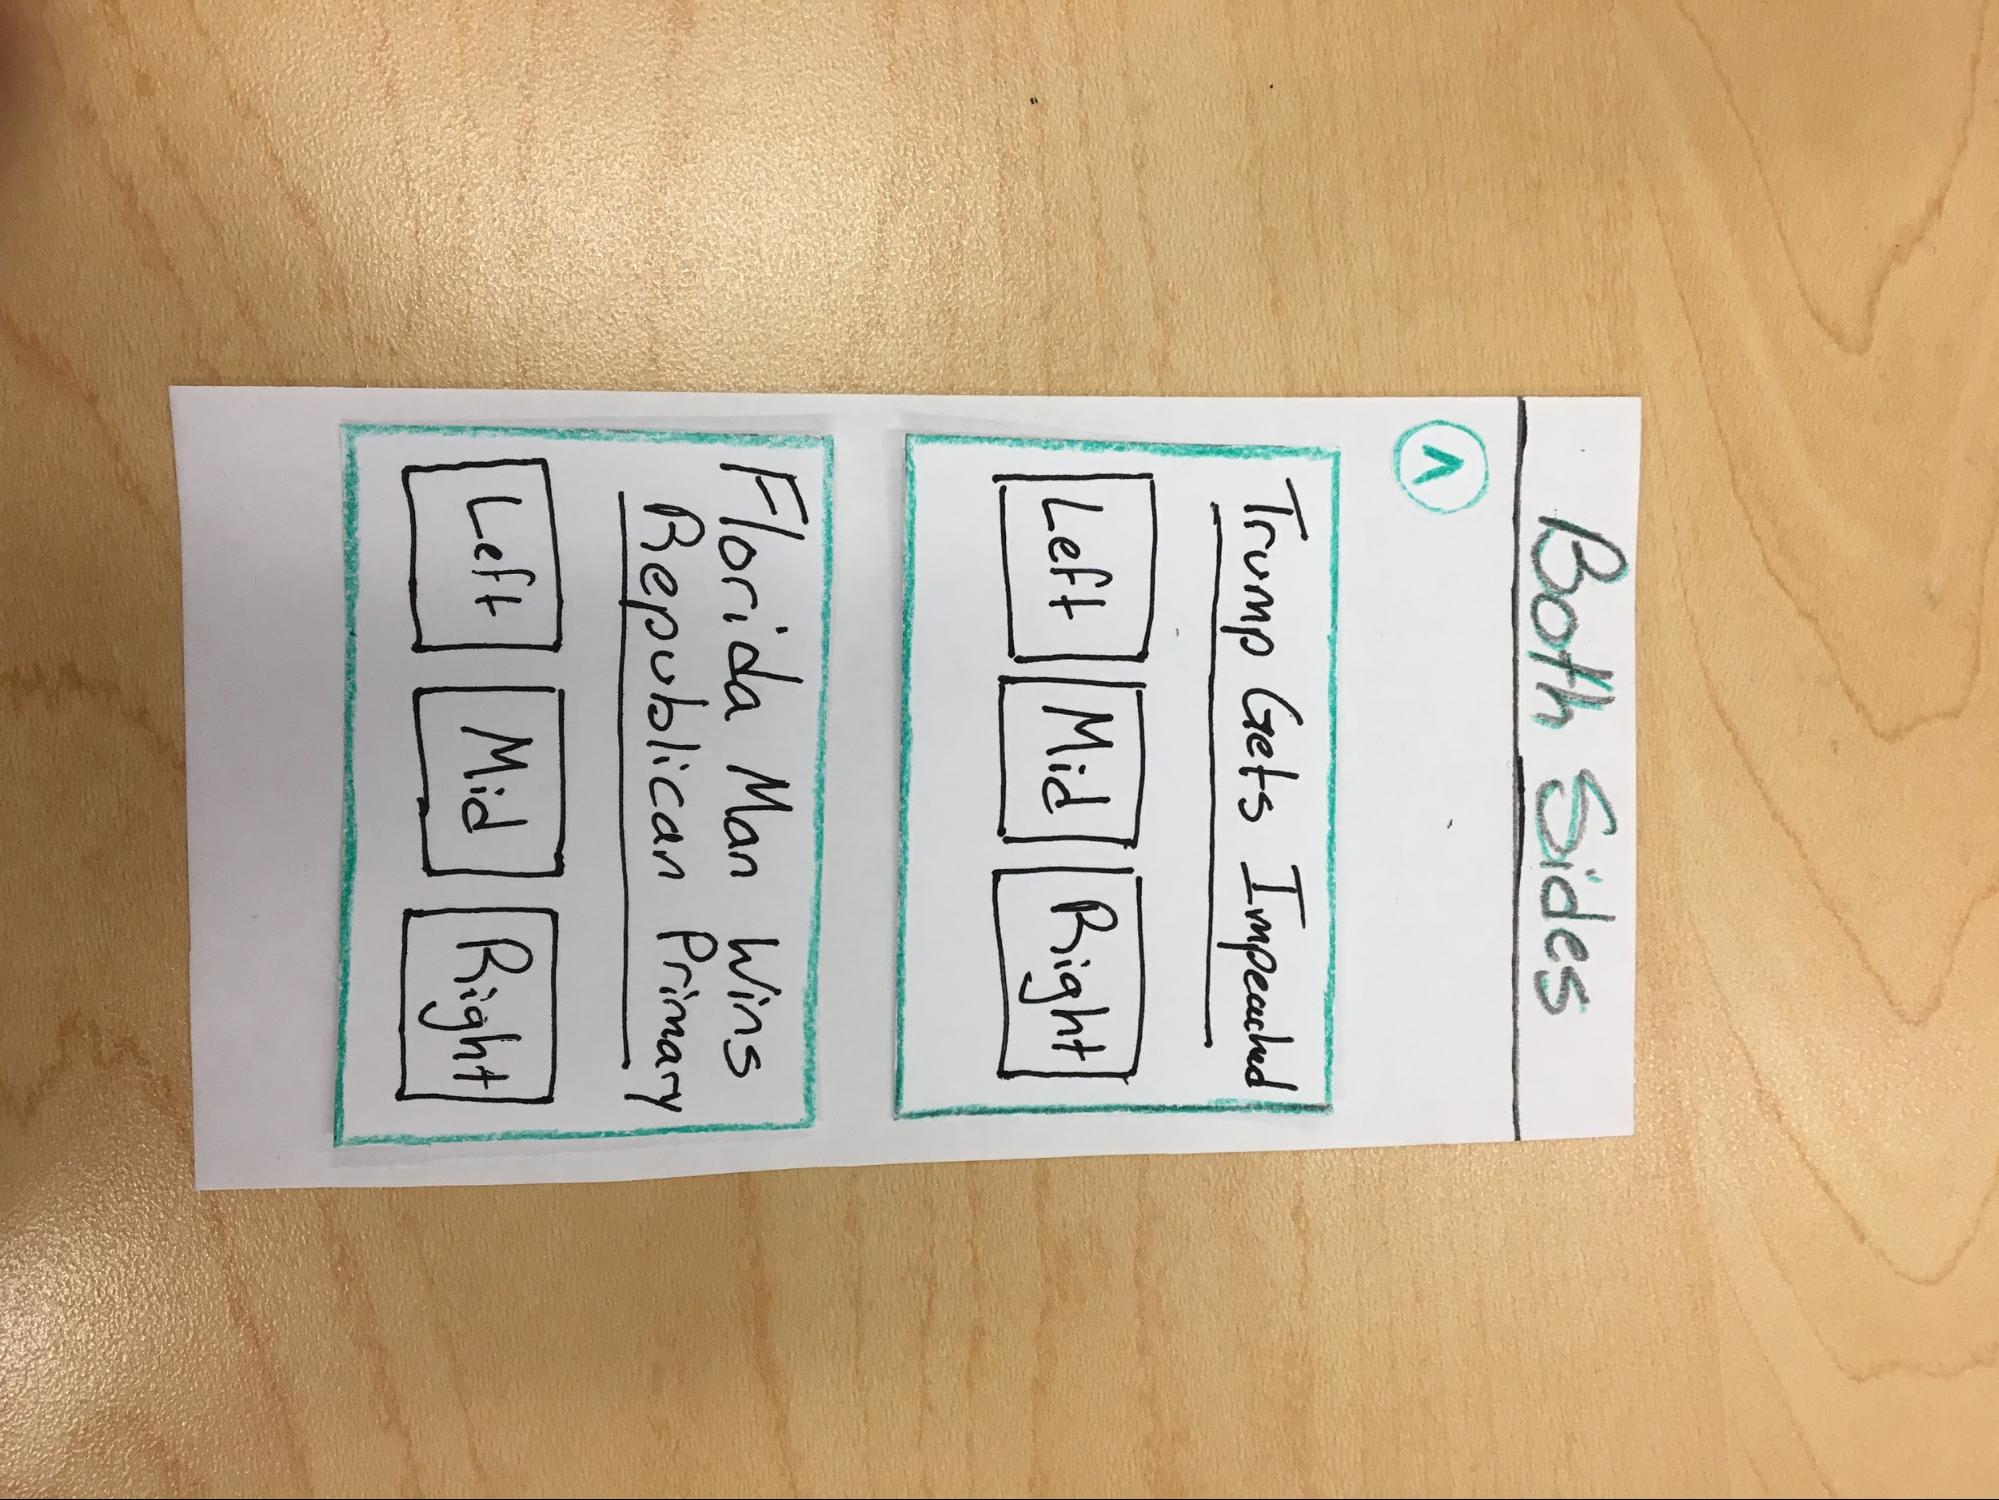 Both Sides
Trump Gets Impeached
Left Mid Right
Florida Man Wins
Republican Primary
Left Mid Right